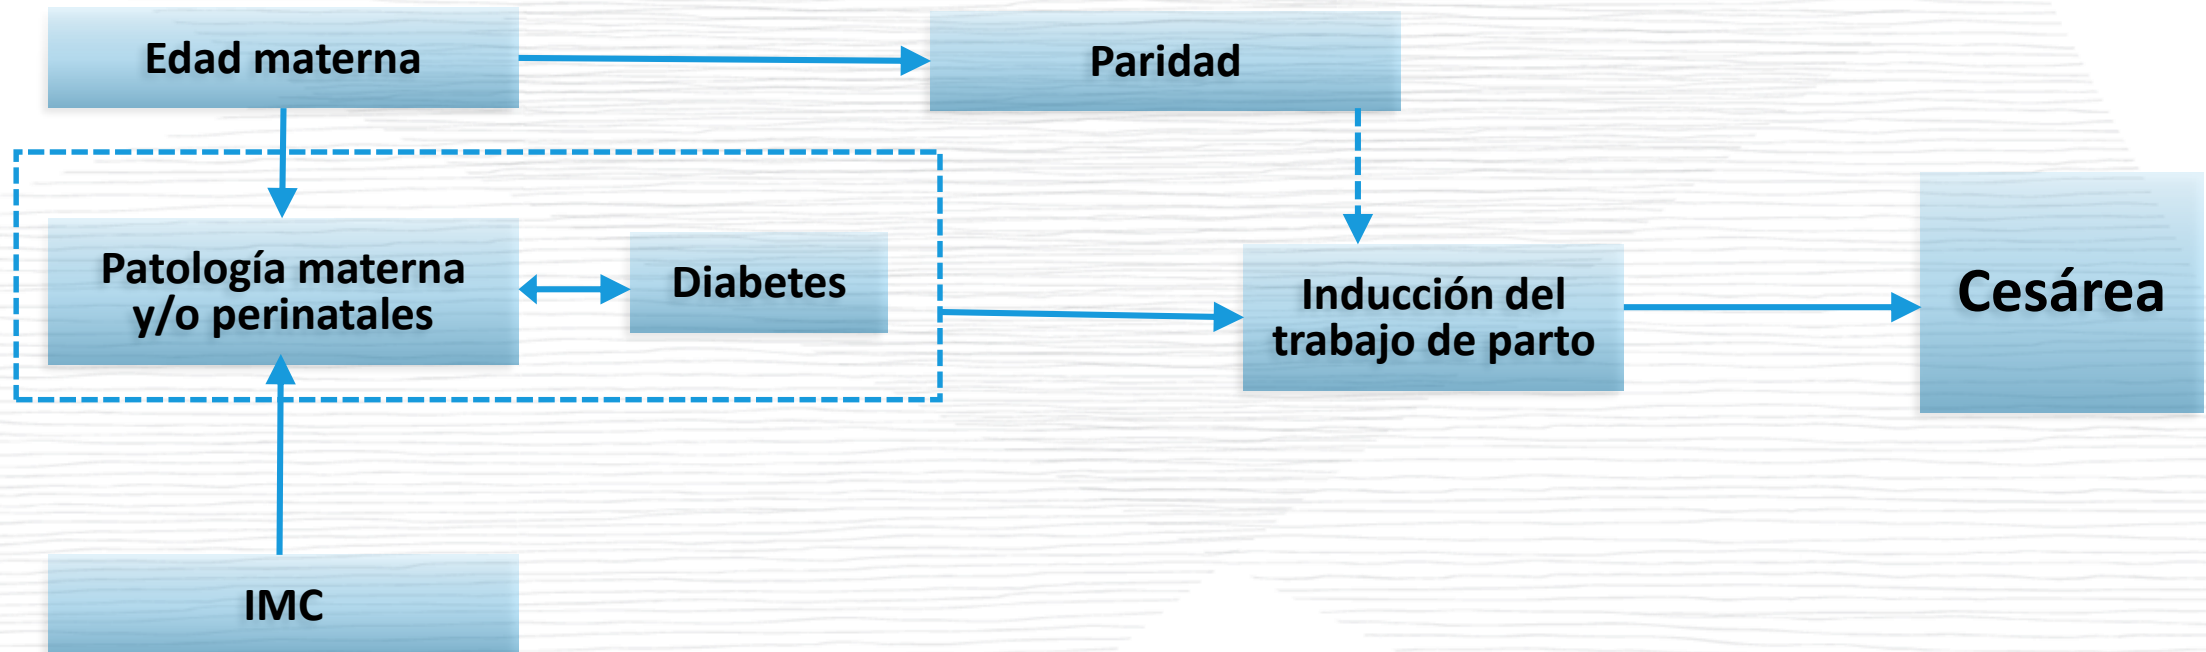 Edad materna
Paridad
Patología materna
y/o perinatales
Diabetes
Inducción del
trabajo de parto
Cesárea
IMC